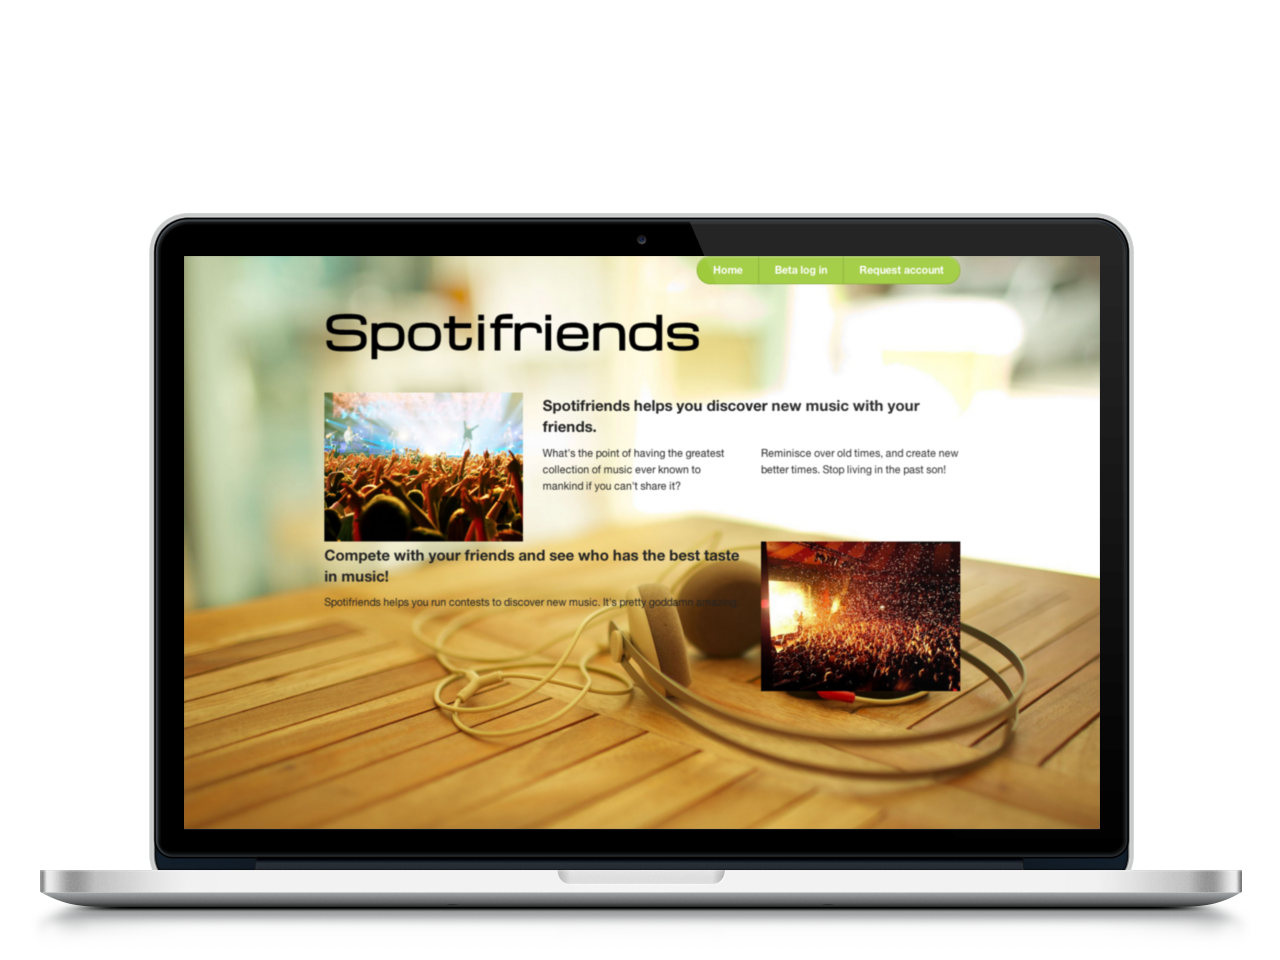 Home Beta log in Request account
Spotifriends
Spotifriends helps you discover new music with your
friends.
What's the point of having the greatest
collection of music ever known to
mankind if you can't share it?
Reminisce over old times, and create new
better times. Stop living in the past son!
Compete with your friends and see who has the best taste
in music!
Spotifriends helps you run contests to discover new music. It's pretty goddamn amazing.